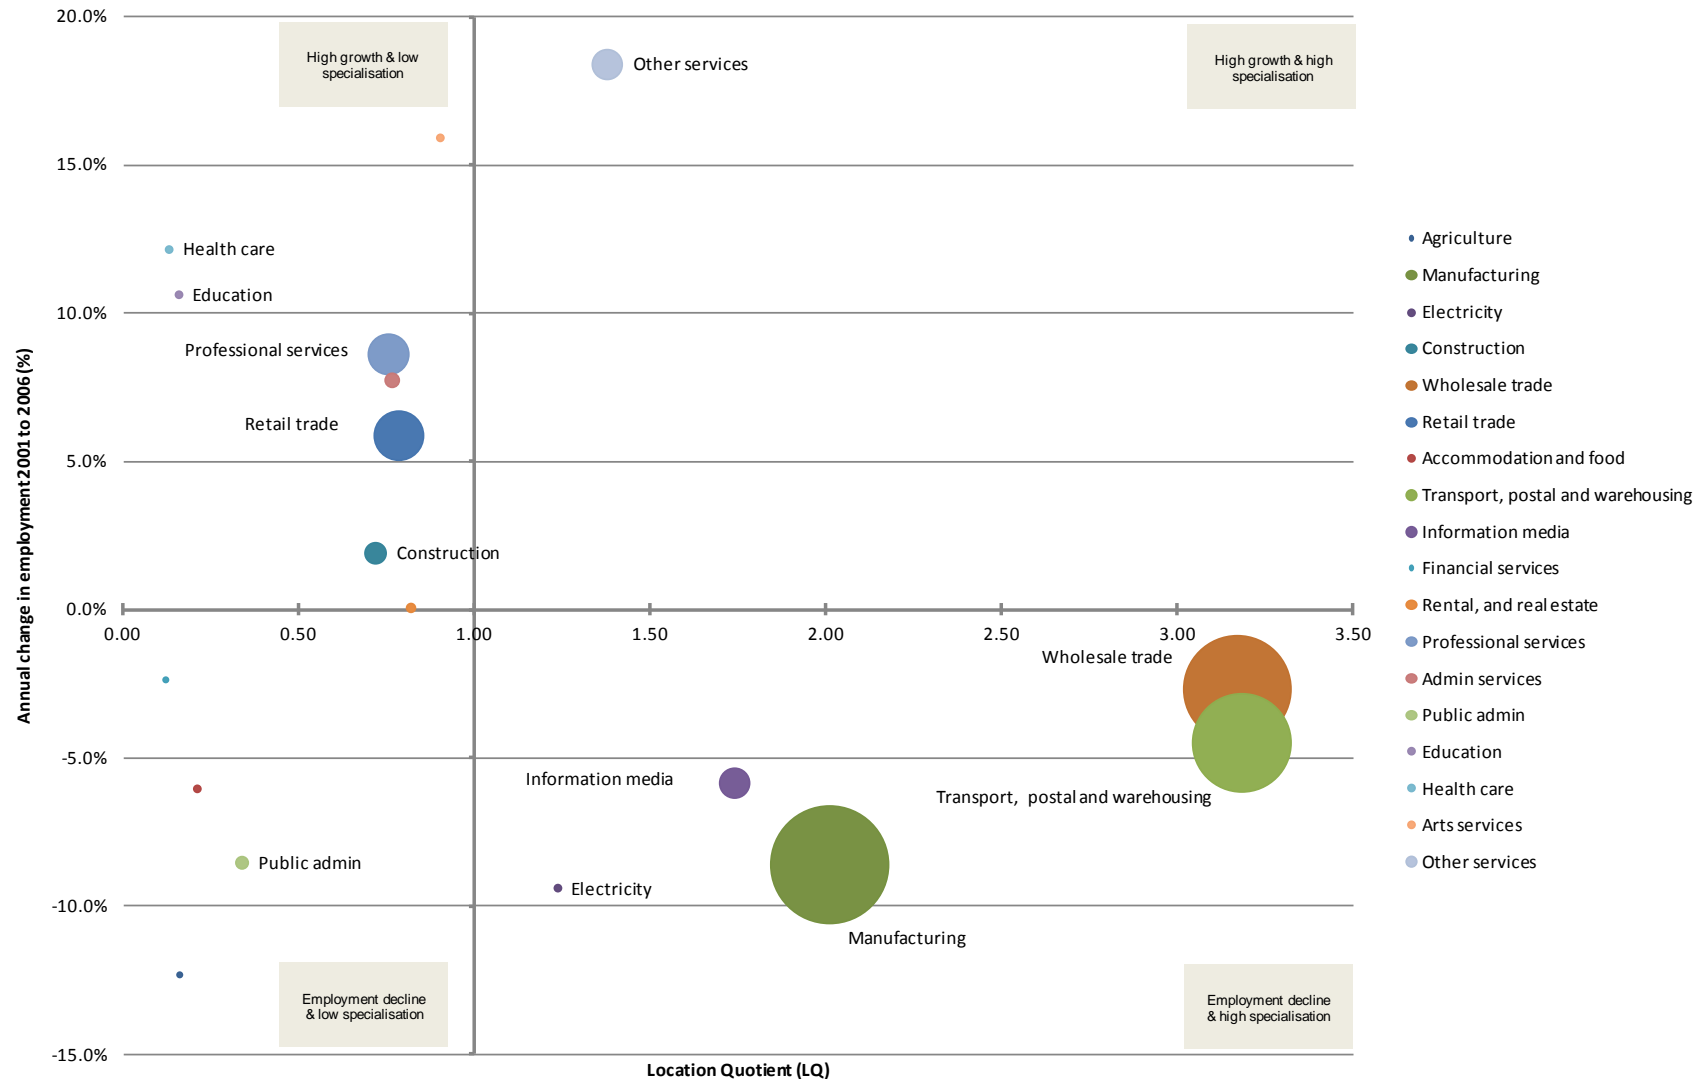 20.0%
15.0%
10.0%
5.0%
0.0%
-5.0%
-10.0%
-15.0%
Annual change in employment 2001 to 2006 (%)
High growth & low
specialisation
High growth & high
specialisation
Other services
Health care
Education
Professional services
Retail trade
Construction
0.00
0.50
1.00
1.50
2.00
2.50
3.00
3.50
Wholesale trade
Information media
Transport, postal and warehousing
Public admin
Electricity
Manufacturing
Employment decline
& low specialisation
Employment decline
& high specialisation
Location Quotient (LQ)
Agriculture
Manufacturing
Electricity
Construction
Wholesale trade
Retail trade
Accommodation and food
Transport, postal and warehousing
Information media
Financial services
Rental, and real estate
Professional services
Admin services
Public admin
Education
Health care
Arts services
Other services